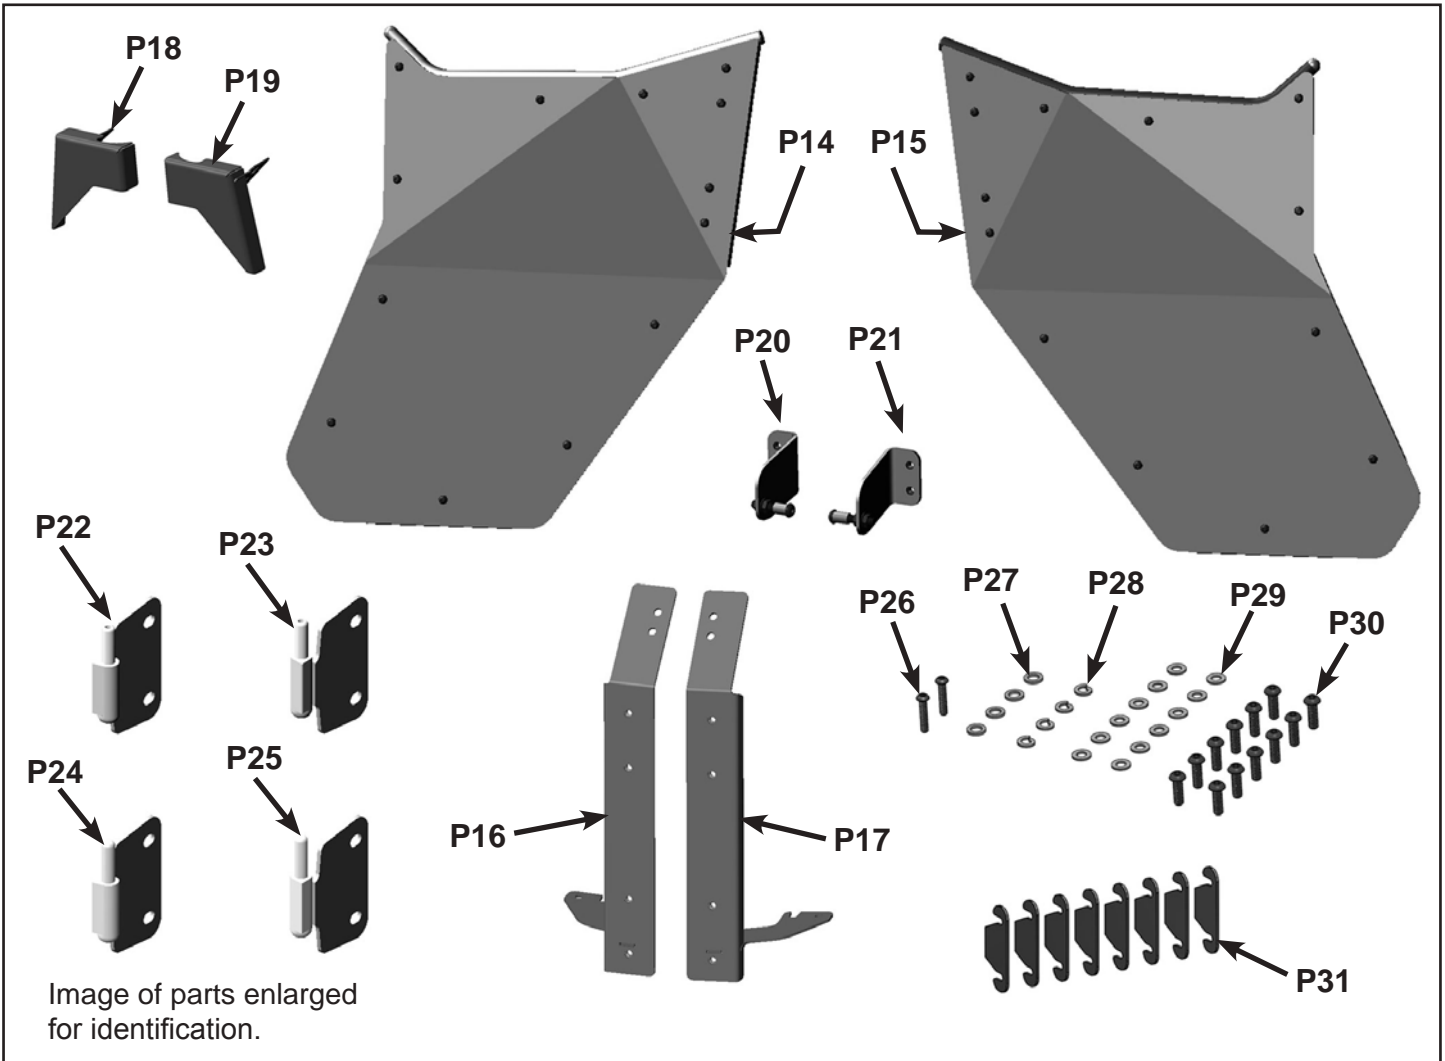 P18
P19
P14
P15
P20
P21
P22
P23
P27
P28
P26
P29
P30
P24
P25
P16
P17
P31
Image of parts enlarged
for identification.